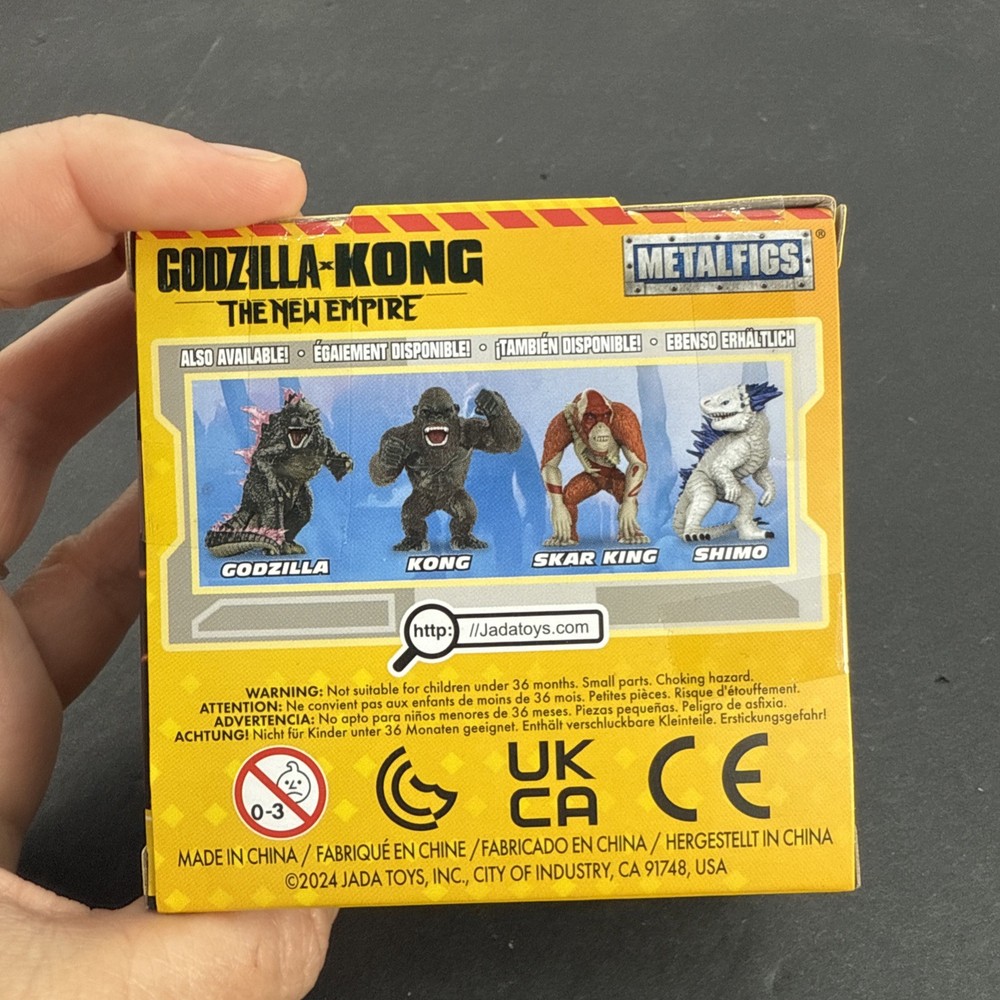 GODZILLA x KONG
THE NEW EMPIRE
METALFIGS®
ALSO AVAILABLE! • ÉGAIEMENT DISPONIBLE! • ¡TAMBIÉN DISPONIBLE! • EBENSO ERHÄLTLICH
GODZILLA KONG SKAR KING SHIMO
http: //Jadatoys.com
WARNING: Not suitable for children under 36 months. Small parts. Choking hazard.
ATTENTION: Ne convient pas aux enfants de moins de 36 mois. Petites pièces. Risque d'étouffement.
ADVERTENCIA: No apto para niños menores de 36 meses. Piezas pequeñas. Peligro de asfixia.
ACHTUNG! Nicht für Kinder unter 36 Monaten geeignet. Enthält verschluckbare Kleinteile. Erstickungsgefahr!
0-3
UK
CA
CE
MADE IN CHINA / FABRIQUÉ EN CHINE / FABRICADO EN CHINA / HERGESTELLT IN CHINA
©2024 JADA TOYS, INC., CITY OF INDUSTRY, CA 91748, USA